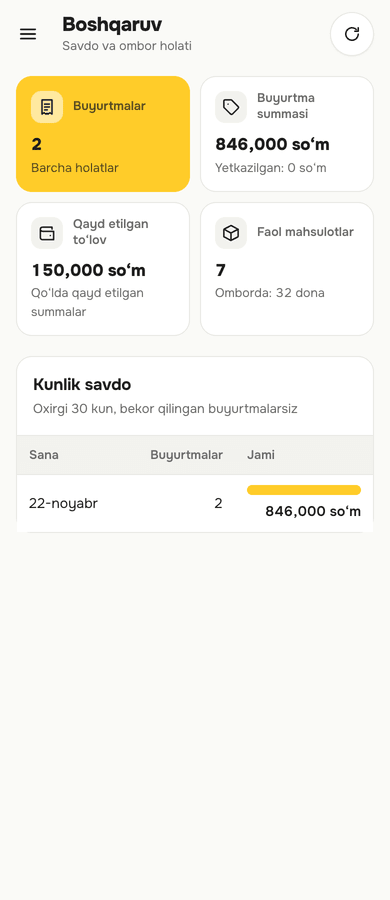 Boshqaruv
Savdo va ombor holati
Buyurtmalar
2
Barcha holatlar
Buyurtma
summasi
846,000 so‘m
Yetkazilgan: 0 so‘m
Qayd etilgan
to‘lov
150,000 so‘m
Qo‘lda qayd etilgan
summalar
Faol mahsulotlar
7
Omborda: 32 dona
Kunlik savdo
Oxirgi 30 kun, bekor qilingan buyurtmalarsiz
Sana Buyurtmalar Jami
22-noyabr 2 846,000 so‘m